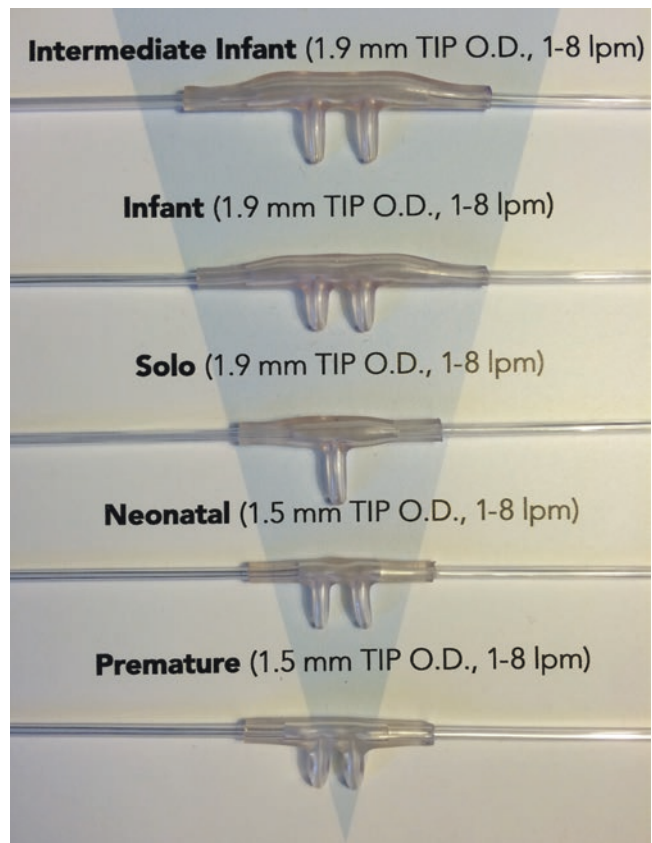 Intermediate Infant (1.9 mm TIP O.D., 1-8 lpm)
Infant (1.9 mm TIP O.D., 1-8 lpm)
Solo (1.9 mm TIP O.D., 1-8 lpm)
Neonatal (1.5 mm TIP O.D., 1-8 lpm)
Premature (1.5 mm TIP O.D., 1-8 lpm)